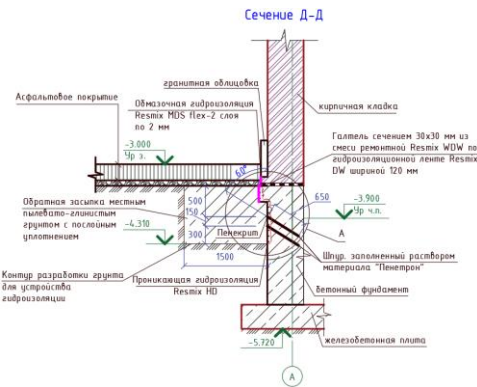 Сечение Д-Д
гранитная облицовка
Асфальтовое покрытие
Обмазочная гидроизоляция
Resmix MDS flex-2 слоя
по 2 мм
кирпичная кладка
Галтель сечением 30х30 мм из
смеси ремонтной Resmix WDW по
гидроизоляционной ленте Resmix
DW шириной 120 мм
-3.000
Ур з.
60°
Обратная засыпка местным
пылевато-глинистым
грунтом с послойным
уплотнением
500
150
300
650
-3.900
Ур ч.п.
-4.310
Пенекрит
А
1500
Контур разработки грунта
для устройства
гидроизоляции
Проникающая гидроизоляция
Resmix HD
Шпур, заполненный раствором
материала "Пенетрон"
бетонный фундамент
железобетонная плита
-5.720
А